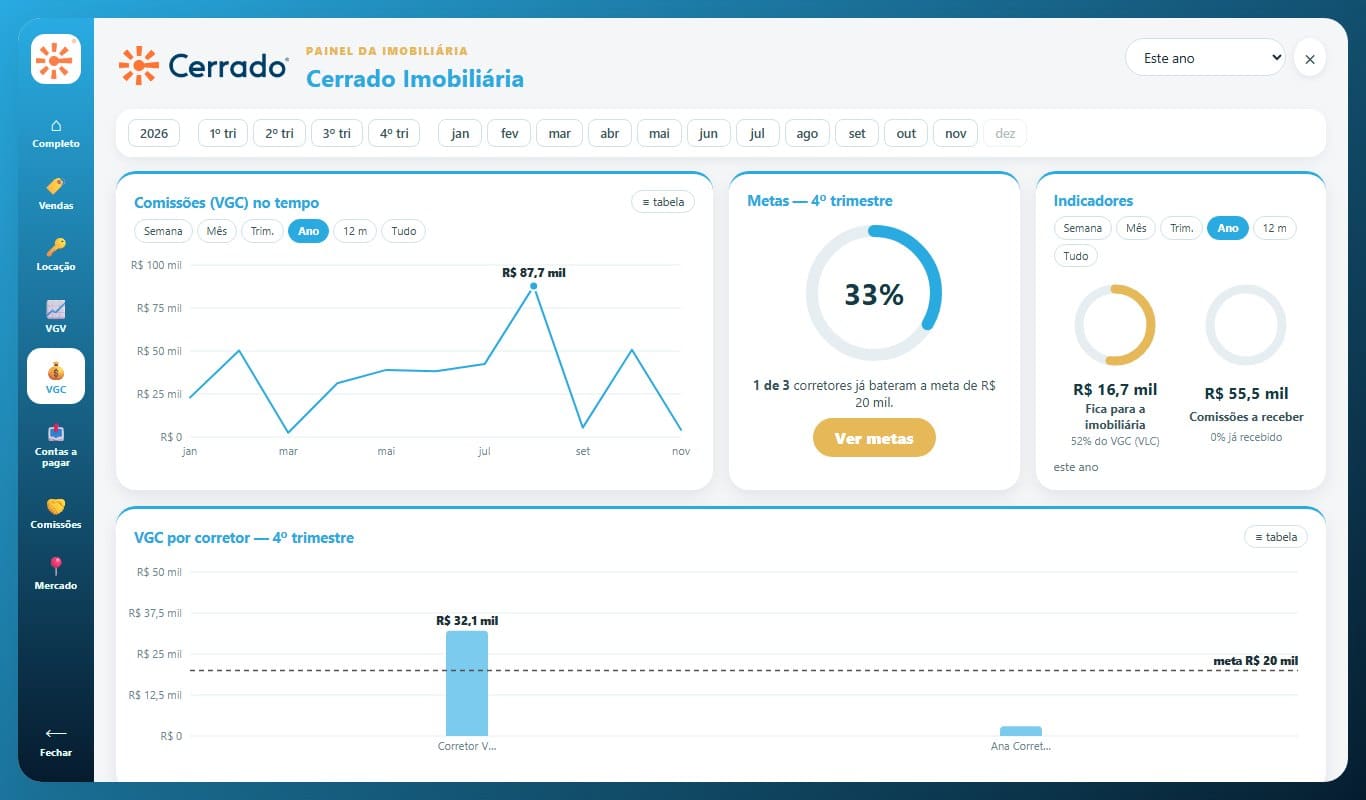 Completo
Vendas
Locação
VGV
VGC
Contas a
pagar
Comissões
Mercado
Fechar
Cerrado
PAINEL DA IMOBILIÁRIA
Cerrado Imobiliária
Este ano
2026 1º tri 2º tri 3º tri 4º tri jan fev mar abr mai jun jul ago set out nov dez
Comissões (VGC) no tempo
≡ tabela
Semana Mês Trim. Ano 12 m Tudo
R$ 100 mil
R$ 75 mil
R$ 50 mil
R$ 25 mil
R$ 0
R$ 87,7 mil
jan mar mai jul set nov
Metas — 4º trimestre
33%
1 de 3 corretores já bateram a meta de R$
20 mil.
Ver metas
Indicadores
Semana Mês Trim. Ano 12 m
Tudo
R$ 16,7 mil
Fica para a
imobiliária
52% do VGC (VLC)
R$ 55,5 mil
Comissões a receber
0% já recebido
este ano
VGC por corretor — 4º trimestre
≡ tabela
R$ 50 mil
R$ 37,5 mil
R$ 25 mil
R$ 12,5 mil
R$ 0
R$ 32,1 mil
meta R$ 20 mil
Corretor V...
Ana Corret...